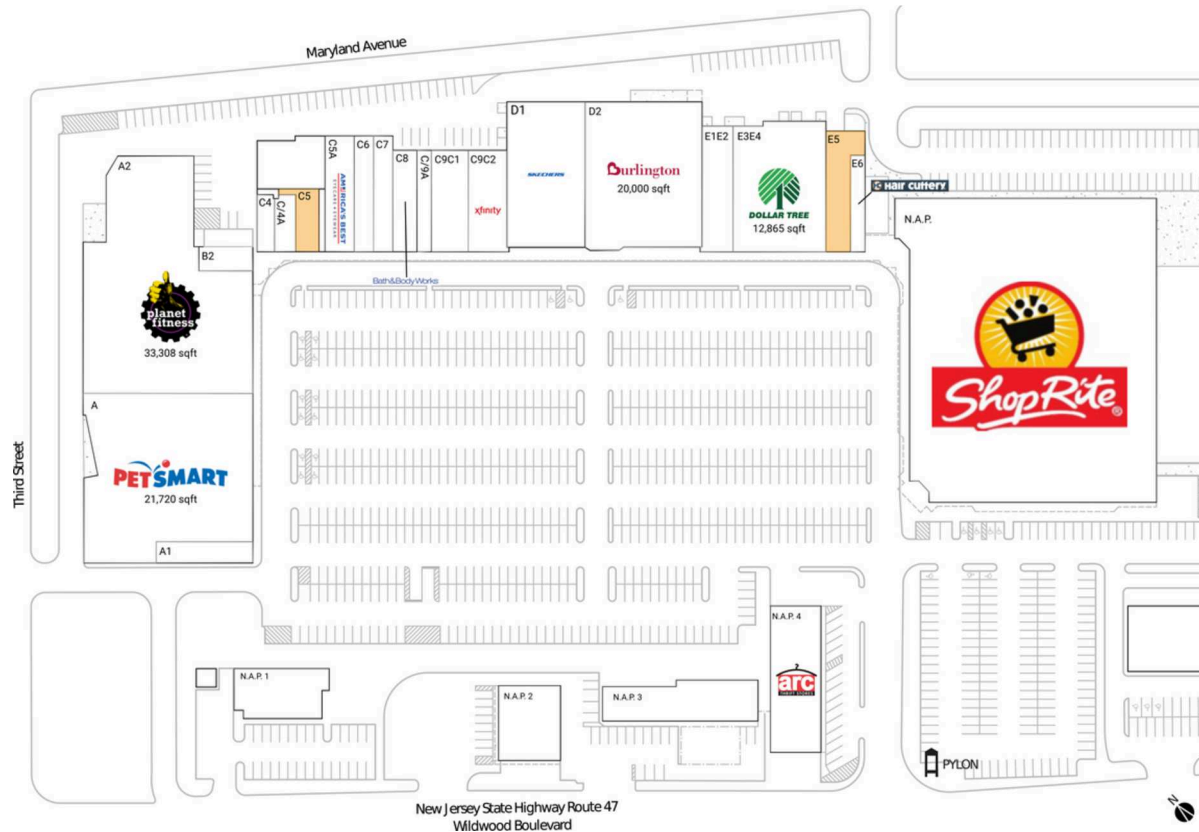 Maryland Avenue
A2
B2
planet
fitness
33,308 sqft
A
PETSMART
21,720 sqft
A1
Third Street
C4
C/4A
C5
C5A
AMERICA'S BEST
C6
C7
C8
Bath&BodyWorks
C/9A
C9C1
C9C2
xfinity
D1
SKECHERS
D2
Burlington
20,000 sqft
E1E2
E3E4
DOLLAR TREE
12,865 sqft
E5
E6
Hair Cuttery
N.A.P.
ShopRite®
N.A.P. 1
N.A.P. 2
N.A.P. 3
N.A.P. 4
arc
THRIFT STORES
PYLON
New Jersey State Highway Route 47
Wildwood Boulevard
N